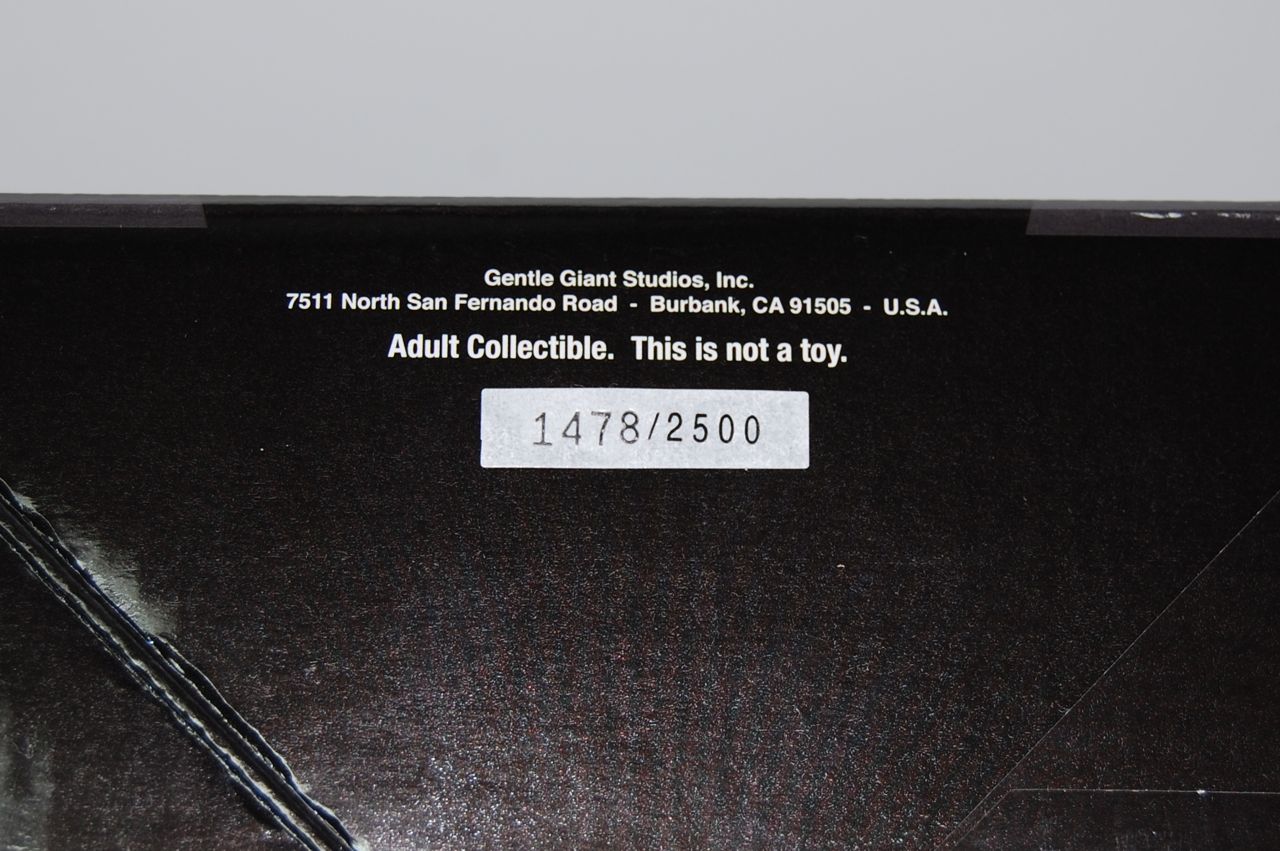 Gentle Giant Studios, Inc.
7511 North San Fernando Road - Burbank, CA 91505 - U.S.A.
Adult Collectible. This is not a toy.
1478/2500